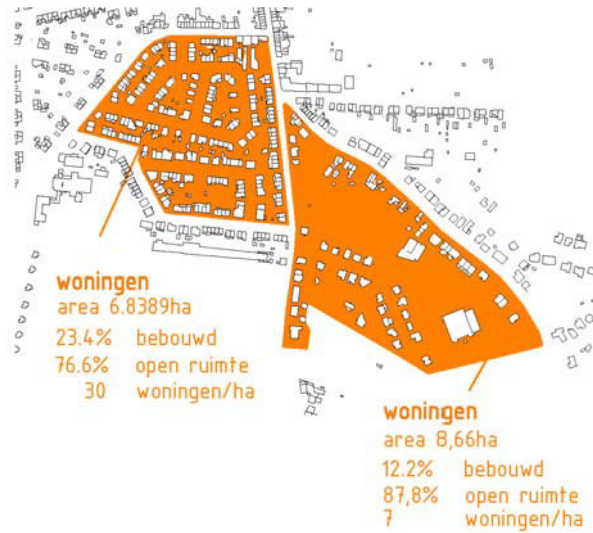 woningen
area 6.8389ha
23.4% bebouwd
76.6% open ruimte
30 woningen/ha
woningen
area 8,66ha
12.2% bebouwd
87,8% open ruimte
7 woningen/ha